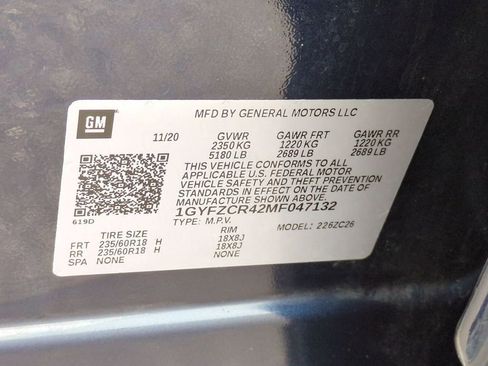 GM
MFD BY GENERAL MOTORS LLC
11/20 GVWR GAWR FRT GAWR RR
2350 KG 1220 KG 1220 KG
5180 LB 2689 LB 2689 LB
THIS VEHICLE CONFORMS TO ALL
APPLICABLE U.S. FEDERAL MOTOR
VEHICLE SAFETY AND THEFT
PREVENTION STANDARDS IN EFFECT
ON THE DATE OF MANUFACTURE
SHOWN ABOVE.
1GYFZCR42MF047132
619D TYPE: M.P.V. MODEL: 226ZC26
TIRE SIZE RIM
FRT 235/60R18 H 18X8J
RR 235/60R18 H 18X8J
SPA NONE NONE